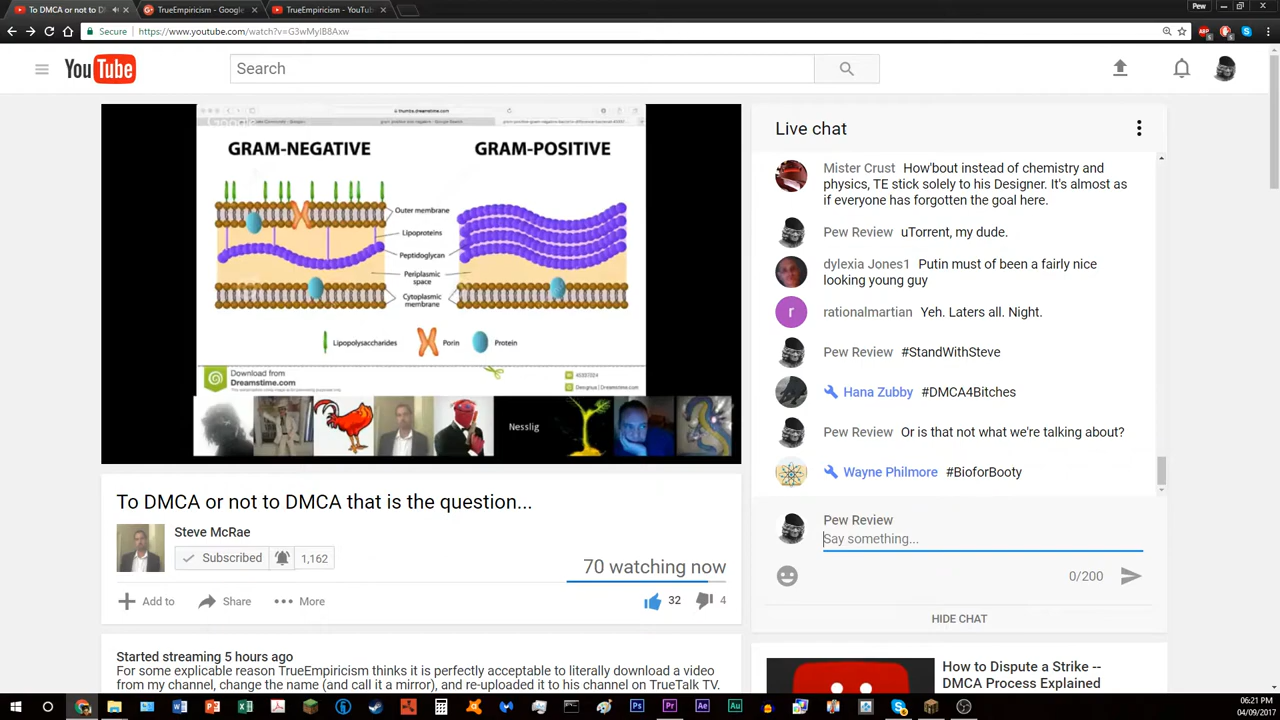 To DMCA or not to D
TrueEmpiricism - Google
TrueEmpiricism - YouTub
Pew
Secure
https://www.youtube.com/watch?v=G3wMyIB8Axw
YouTube
Search
thumbs.dreamstime.com
GRAM-NEGATIVE
GRAM-POSITIVE
Outer membrane
Lipoproteins
Peptidoglycan
Periplasmic
space
Cytoplasmic
membrane
Lipopolysaccharides
Porin
Protein
Download from
Dreamstime.com
Nesslig
To DMCA or not to DMCA that is the question...
Steve McRae
Subscribed
1,162
70 watching now
Add to
Share
More
32
4
Started streaming 5 hours ago
For some explicable reason TrueEmpiricism thinks it is perfectly acceptable to literally download a video
from my channel, change the name (and call it a mirror), and re-uploaded it to his channel on TrueTalk TV.
Live chat
Mister Crust How'bout instead of chemistry and
physics, TE stick solely to his Designer. It's almost as
if everyone has forgotten the goal here.
Pew Review uTorrent, my dude.
dylexia Jones1 Putin must of been a fairly nice
looking young guy
r
rationalmartian Yeh. Laters all. Night.
Pew Review #StandWithSteve
Hana Zubby #DMCA4Bitches
Pew Review Or is that not what we're talking about?
Wayne Philmore #BioforBooty
Pew Review
Say something...
0/200
HIDE CHAT
How to Dispute a Strike --
DMCA Process Explained
06:21 PM
04/09/2017